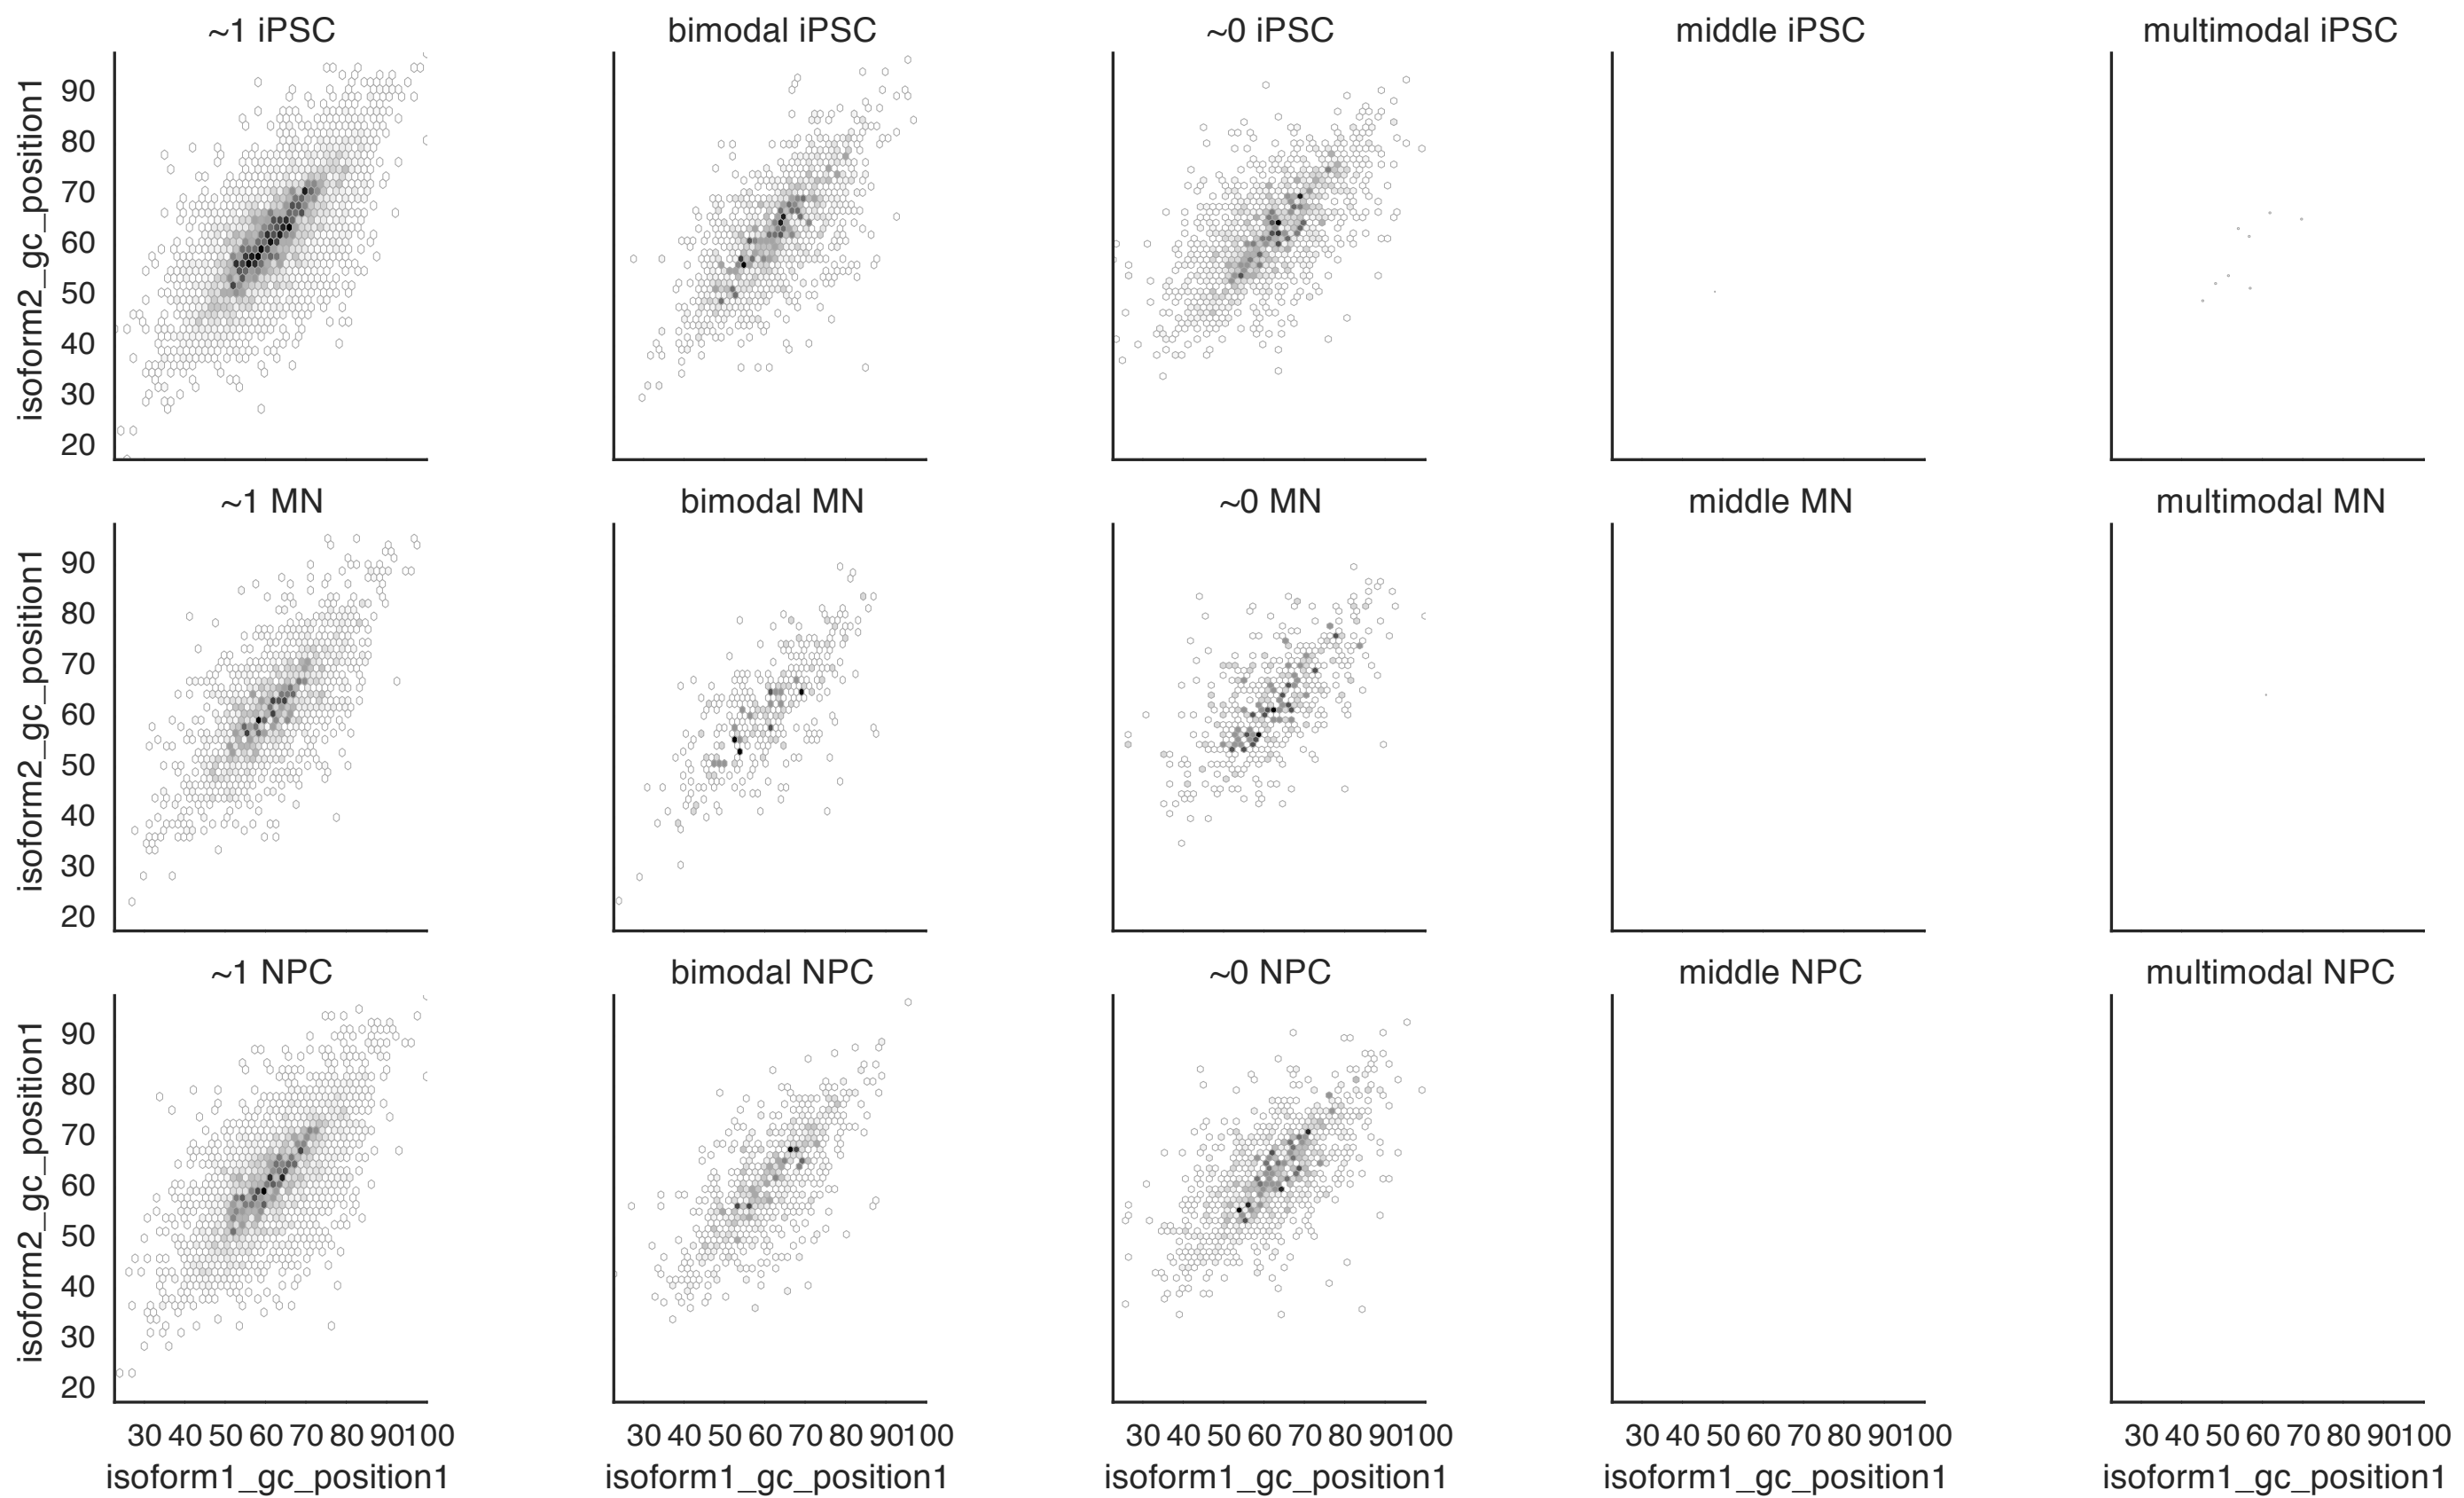 ~1 iPSC
bimodal iPSC
~0 iPSC
middle iPSC
multimodal iPSC
isoform2_gc_position1
90
80
70
60
50
40
30
20
~1 MN
bimodal MN
~0 MN
middle MN
multimodal MN
isoform2_gc_position1
90
80
70
60
50
40
30
20
~1 NPC
bimodal NPC
~0 NPC
middle NPC
multimodal NPC
isoform2_gc_position1
90
80
70
60
50
40
30
20
30 40 50 60 70 80 90100
30 40 50 60 70 80 90100
30 40 50 60 70 80 90100
30 40 50 60 70 80 90100
30 40 50 60 70 80 90100
isoform1_gc_position1
isoform1_gc_position1
isoform1_gc_position1
isoform1_gc_position1
isoform1_gc_position1